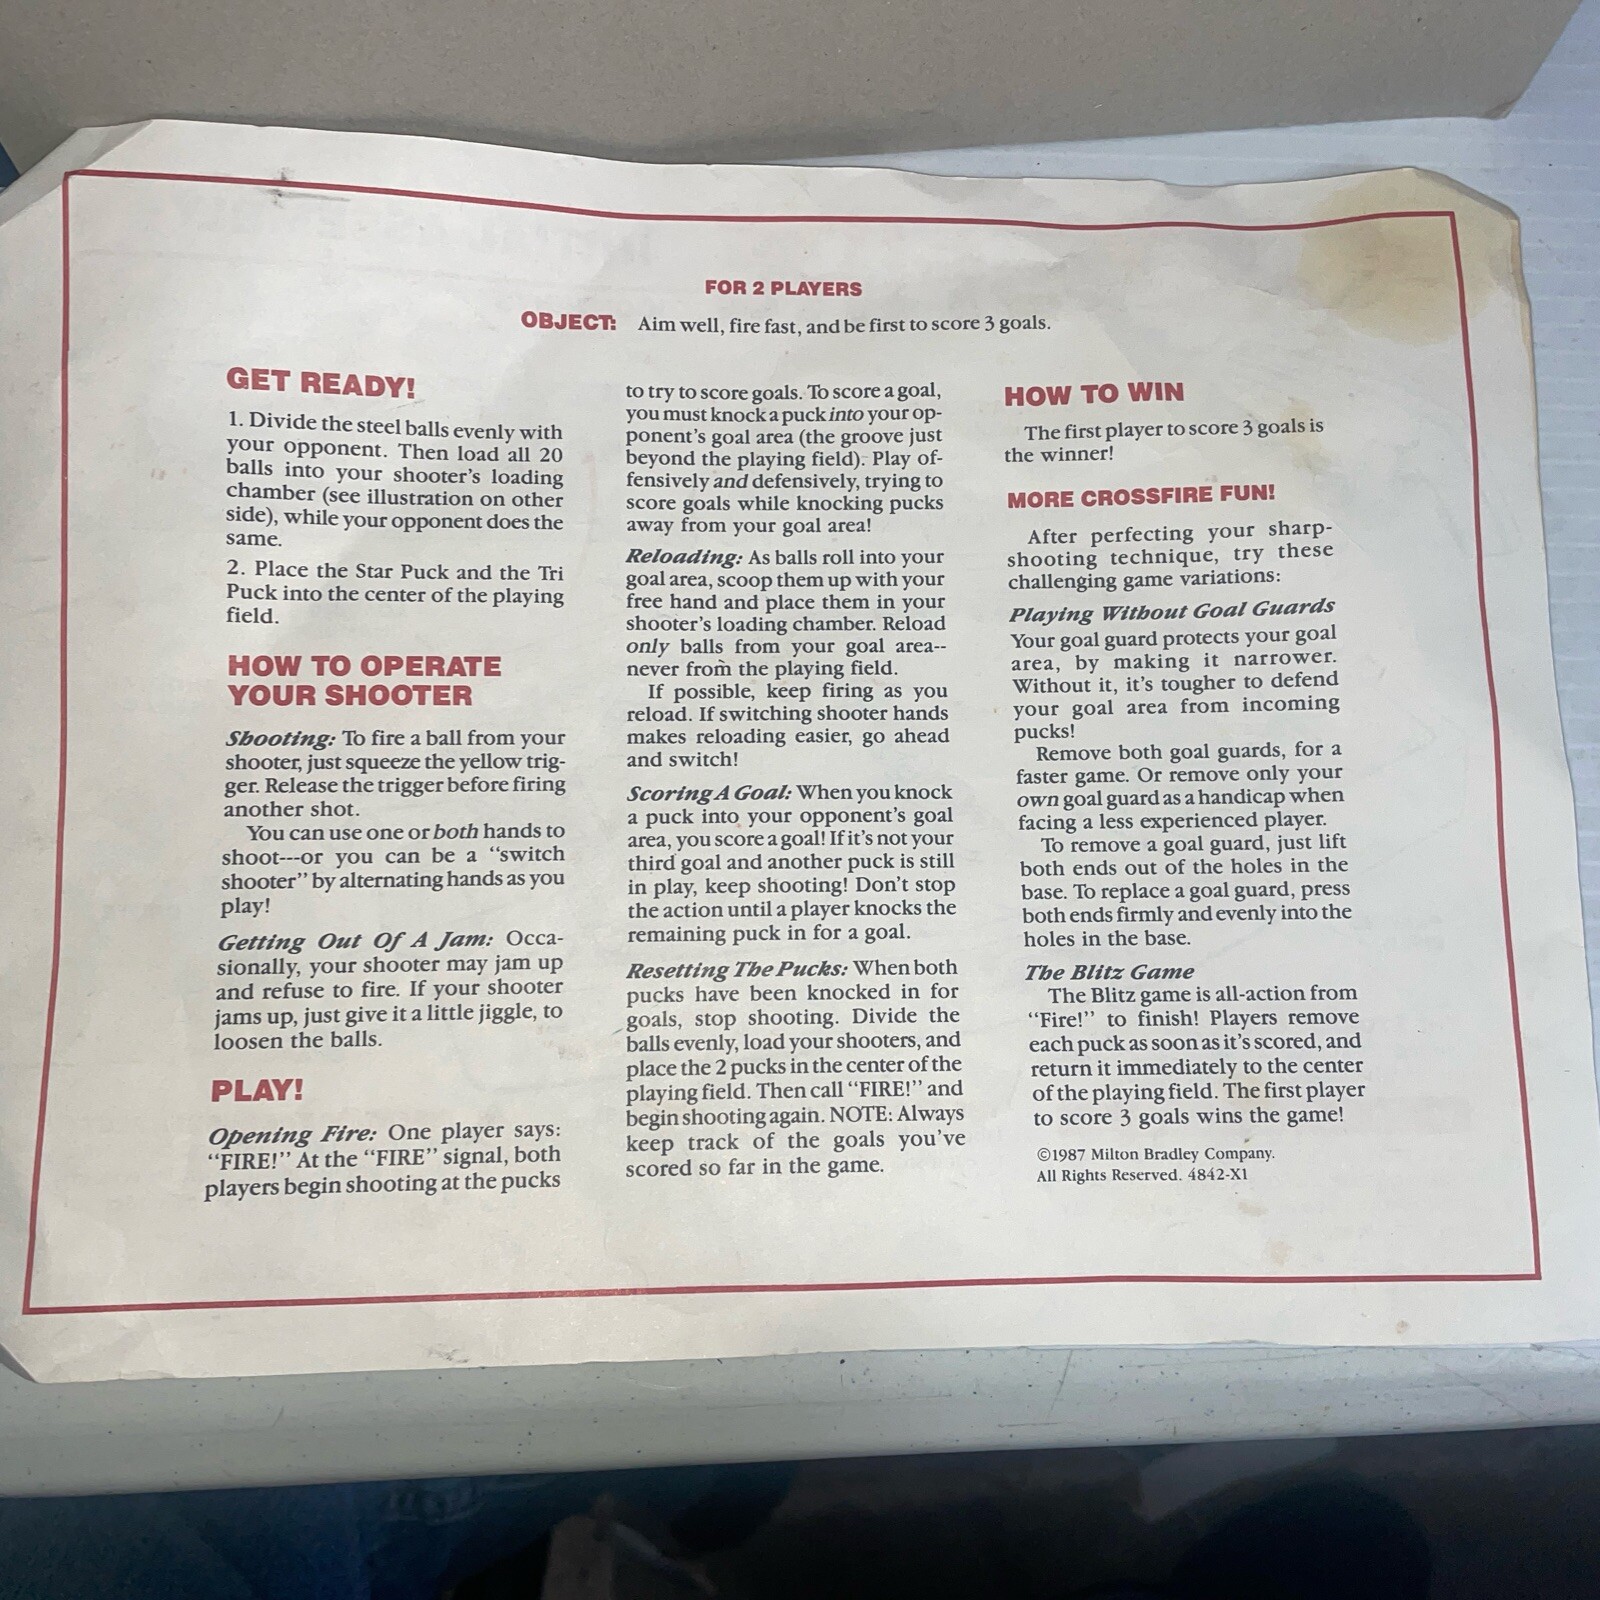 FOR 2 PLAYERS
OBJECT: Aim well, fire fast, and be first to score 3 goals.
GET READY!
1. Divide the steel balls evenly with
your opponent. Then load all 20
balls into your shooter's loading
chamber (see illustration on other
side), while your opponent does the
same.
2. Place the Star Puck and the Tri
Puck into the center of the playing
field.
HOW TO OPERATE
YOUR SHOOTER
Shooting: To fire a ball from your
shooter, just squeeze the yellow trig-
ger. Release the trigger before firing
another shot.
You can use one or both hands to
shoot---or you can be a "switch
shooter" by alternating hands as you
play!
Getting Out Of A Jam: Occa-
sionally, your shooter may jam up
and refuse to fire. If your shooter
jams up, just give it a little jiggle, to
loosen the balls.
PLAY!
Opening Fire: One player says:
"FIRE!" At the "FIRE" signal, both
players begin shooting at the pucks
to try to score goals. To score a goal,
you must knock a puck into your op-
ponent's goal area (the groove just
beyond the playing field). Play of-
fensively and defensively, trying to
score goals while knocking pucks
away from your goal area!
Reloading: As balls roll into your
goal area, scoop them up with your
free hand and place them in your
shooter's loading chamber. Reload
only balls from your goal area--
never from the playing field.
If possible, keep firing as you
reload. If switching shooter hands
makes reloading easier, go ahead
and switch!
Scoring A Goal: When you knock
a puck into your opponent's goal
area, you score a goal! If it's not your
third goal and another puck is still
in play, keep shooting! Don't stop
the action until a player knocks the
remaining puck in for a goal.
Resetting The Pucks: When both
pucks have been knocked in for
goals, stop shooting. Divide the
balls evenly, load your shooters, and
place the 2 pucks in the center of the
playing field. Then call "FIRE!" and
begin shooting again. NOTE: Always
keep track of the goals you've
scored so far in the game.
HOW TO WIN
The first player to score 3 goals is
the winner!
MORE CROSSFIRE FUN!
After perfecting your sharp-
shooting technique, try these
challenging game variations:
Playing Without Goal Guards
Your goal guard protects your goal
area, by making it narrower.
Without it, it's tougher to defend
your goal area from incoming
pucks!
Remove both goal guards, for a
faster game. Or remove only your
own goal guard as a handicap when
facing a less experienced player.
To remove a goal guard, just lift
both ends out of the holes in the
base. To replace a goal guard, press
both ends firmly and evenly into the
holes in the base.
The Blitz Game
The Blitz game is all-action from
"Fire!" to finish! Players remove
each puck as soon as it's scored, and
return it immediately to the center
of the playing field. The first player
to score 3 goals wins the game!
©1987 Milton Bradley Company.
All Rights Reserved. 4842-X1